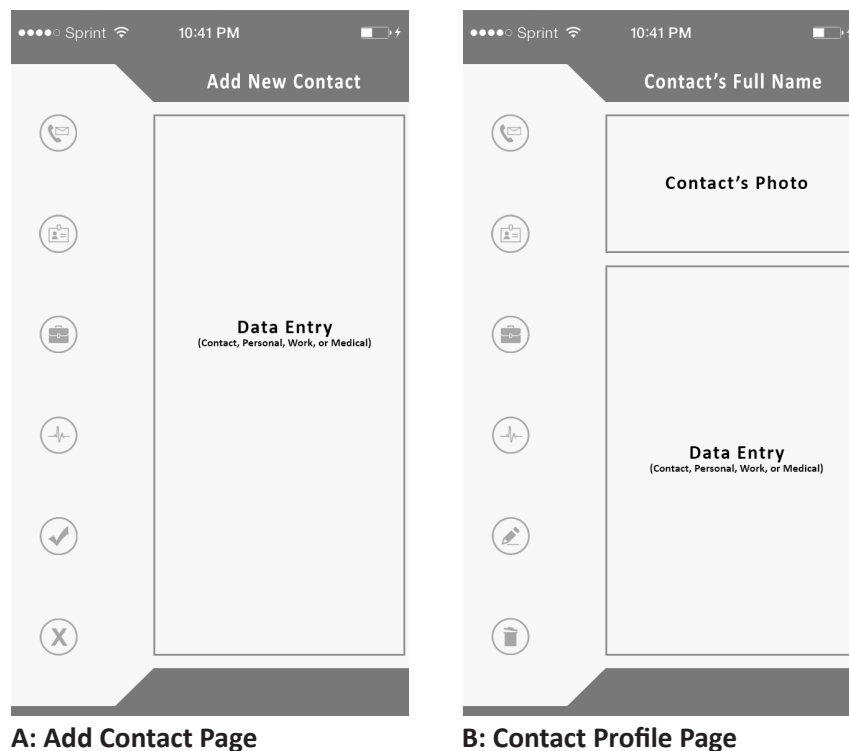 ●●●●○ Sprint 10:41 PM
Add New Contact
Data Entry
(Contact, Personal, Work, or Medical)
X
A: Add Contact Page
●●●●○ Sprint 10:41 PM
Contact’s Full Name
Contact’s Photo
Data Entry
(Contact, Personal, Work, or Medical)
B: Contact Profile Page